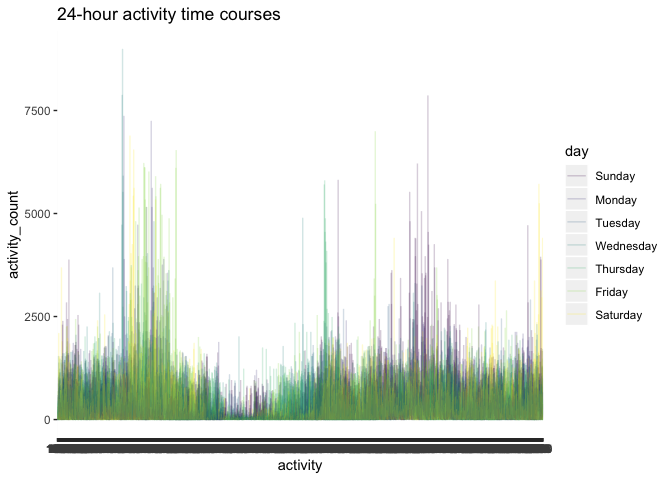 24-hour activity time courses
activity_count
7500
5000
2500
0
activity
day
Sunday
Monday
Tuesday
Wednesday
Thursday
Friday
Saturday